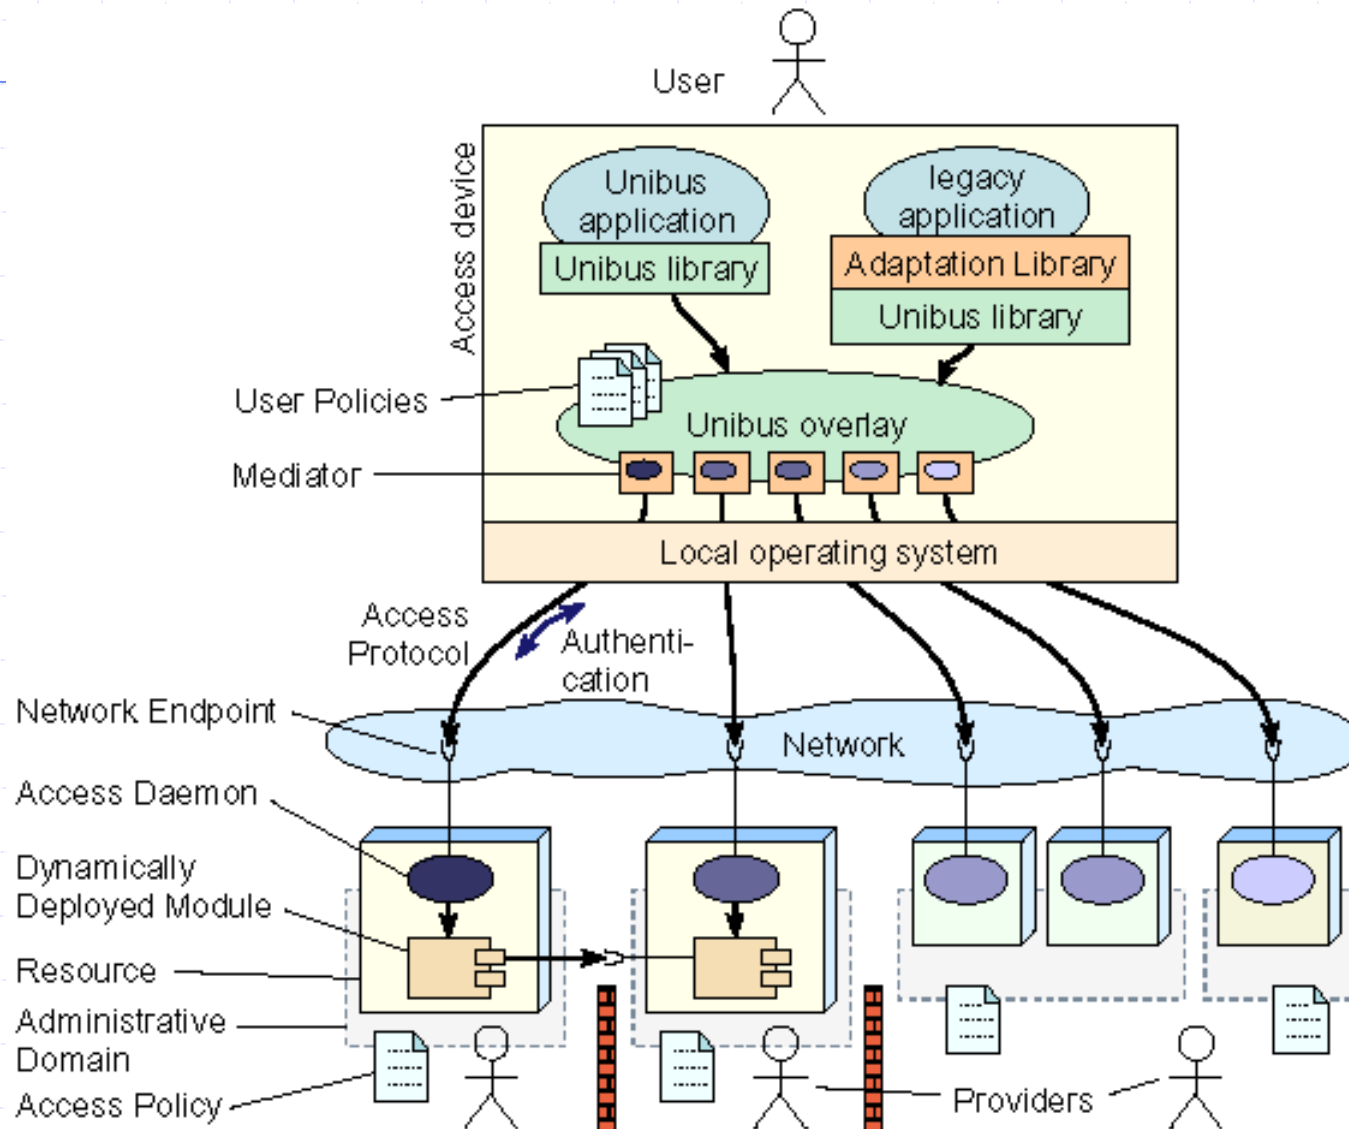 User
Access device
Unibus
application
Unibus library
legacy
application
Adaptation Library
Unibus library
User Policies
Unibus overlay
Mediator
Local operating system
Access
Protocol
Authenti-
cation
Network Endpoint
Network
Access Daemon
Dynamically
Deployed Module
Resource
Administrative
Domain
Access Policy
Providers